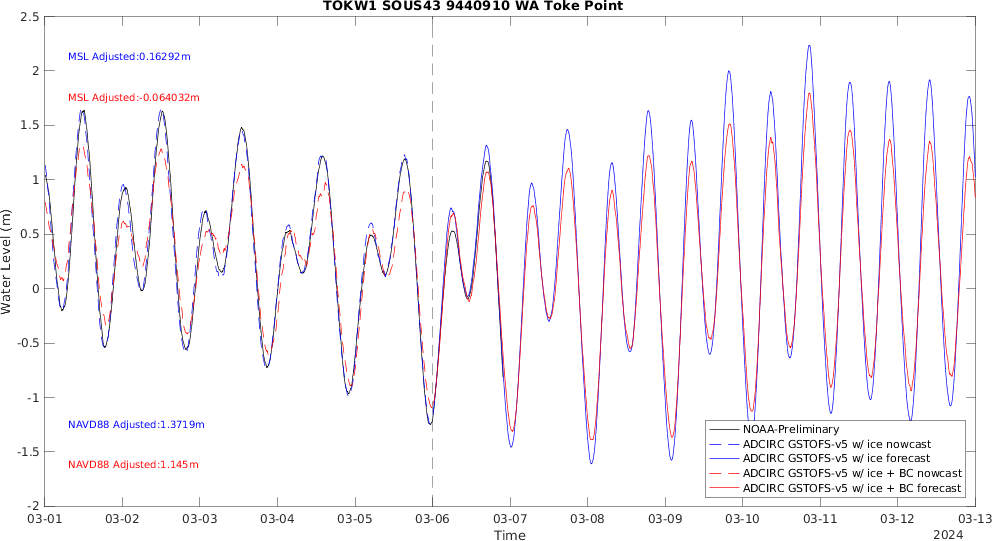 TOKW1 SOUS43 9440910 WA Toke Point
2.5
2
1.5
1
0.5
0
-0.5
-1
-1.5
-2
Water Level (m)
MSL Adjusted:0.16292m
MSL Adjusted:-0.064032m
NAVD88 Adjusted:1.3719m
NAVD88 Adjusted:1.145m
NOAA-Preliminary
ADCIRC GSTOFS-v5 w/ ice nowcast
ADCIRC GSTOFS-v5 w/ ice forecast
ADCIRC GSTOFS-v5 w/ ice + BC nowcast
ADCIRC GSTOFS-v5 w/ ice + BC forecast
03-01 03-02 03-03 03-04 03-05 03-06 03-07 03-08 03-09 03-10 03-11 03-12 03-13
Time
2024